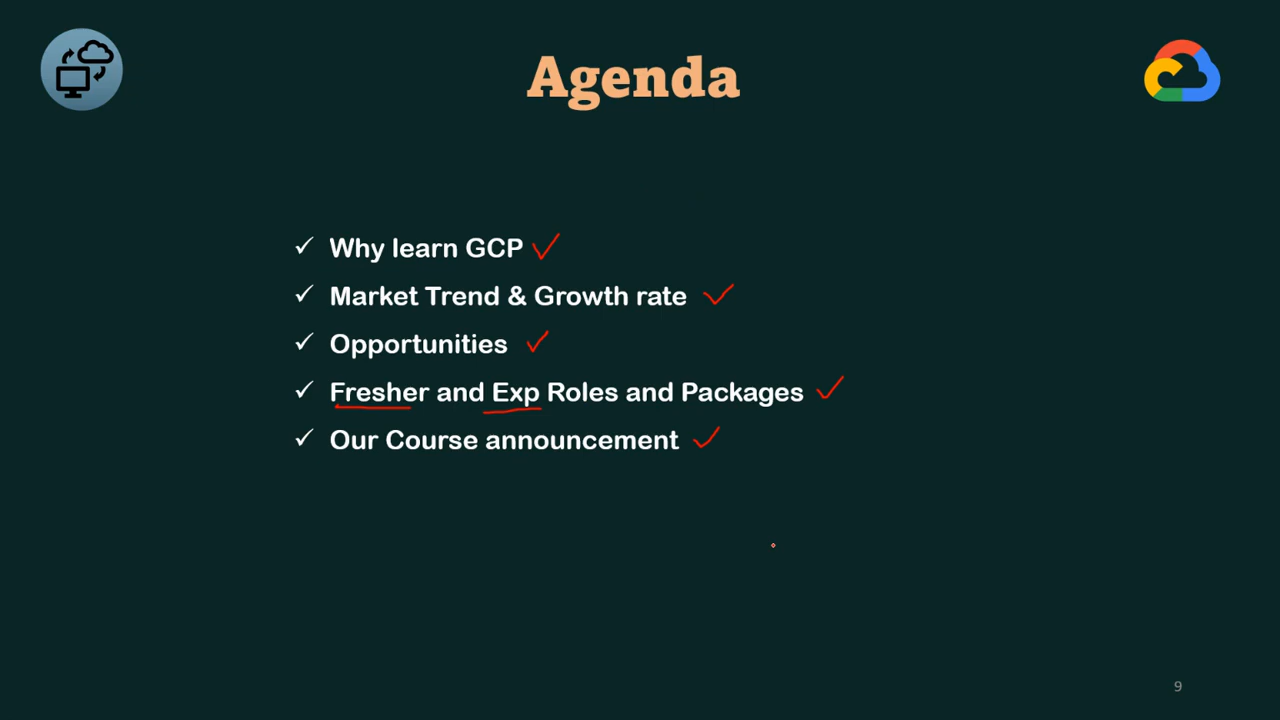 Agenda
Why learn GCP
Market Trend & Growth rate
Opportunities
Fresher and Exp Roles and Packages
Our Course announcement
9